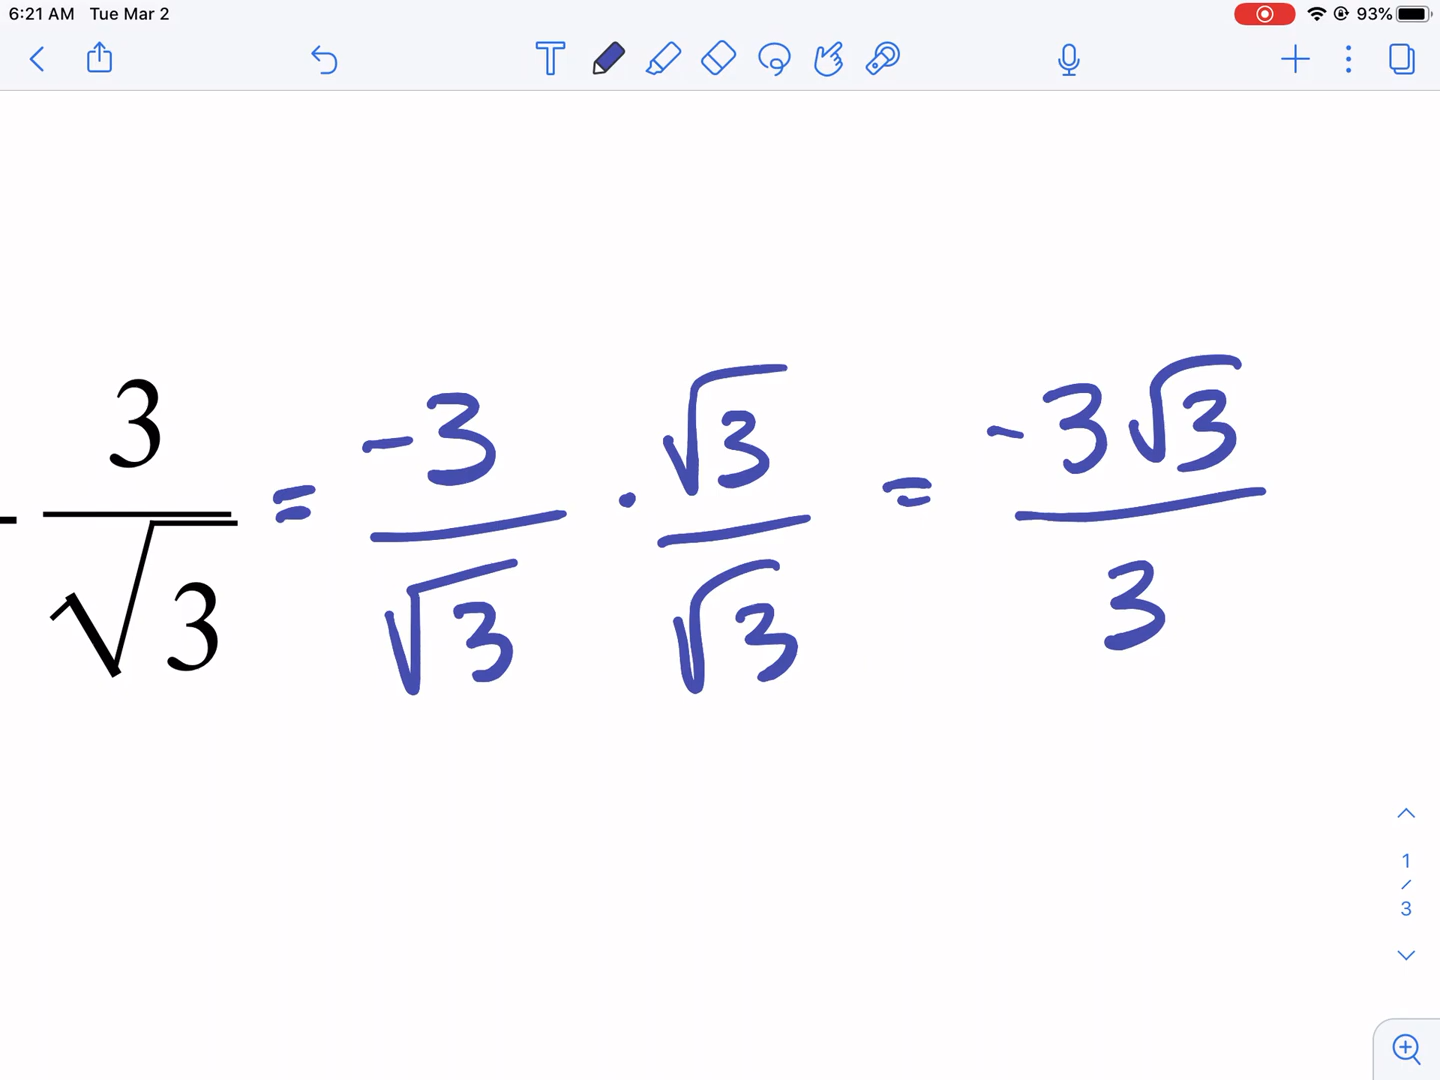 6:21 AM Tue Mar 2 93%
T
- 3/√3 = -3/√3 · √3/√3 = -3√3/3
1
/
3